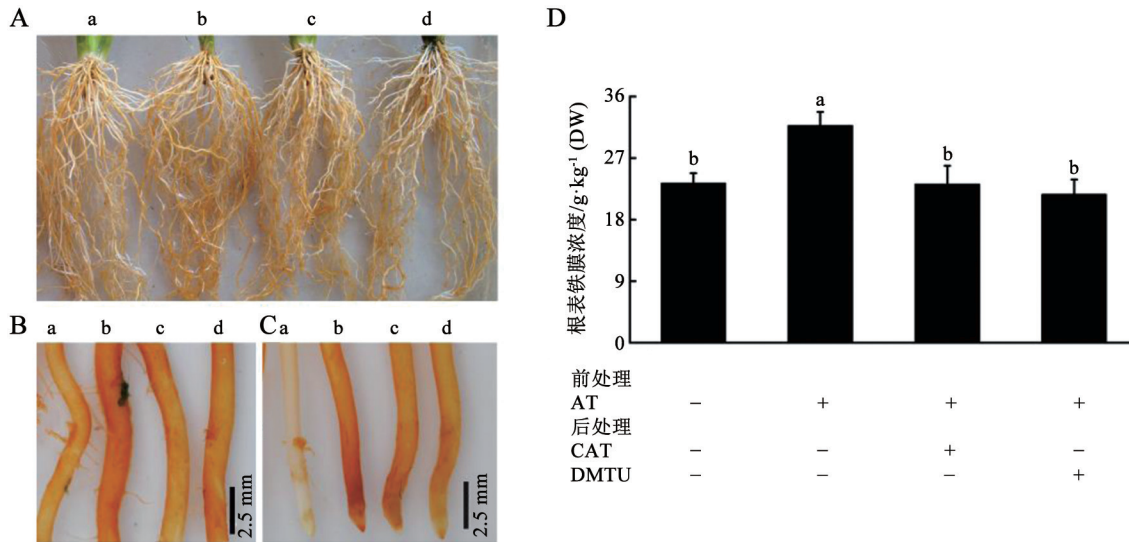 A
a b c d
B
a b c d
2.5 mm
C
a b c d
2.5 mm
D
根表铁膜浓度/g·kg⁻¹ (DW)
36
27
18
9
0
b a b b
前处理
AT − + + +
后处理
CAT − − + −
DMTU − − − +